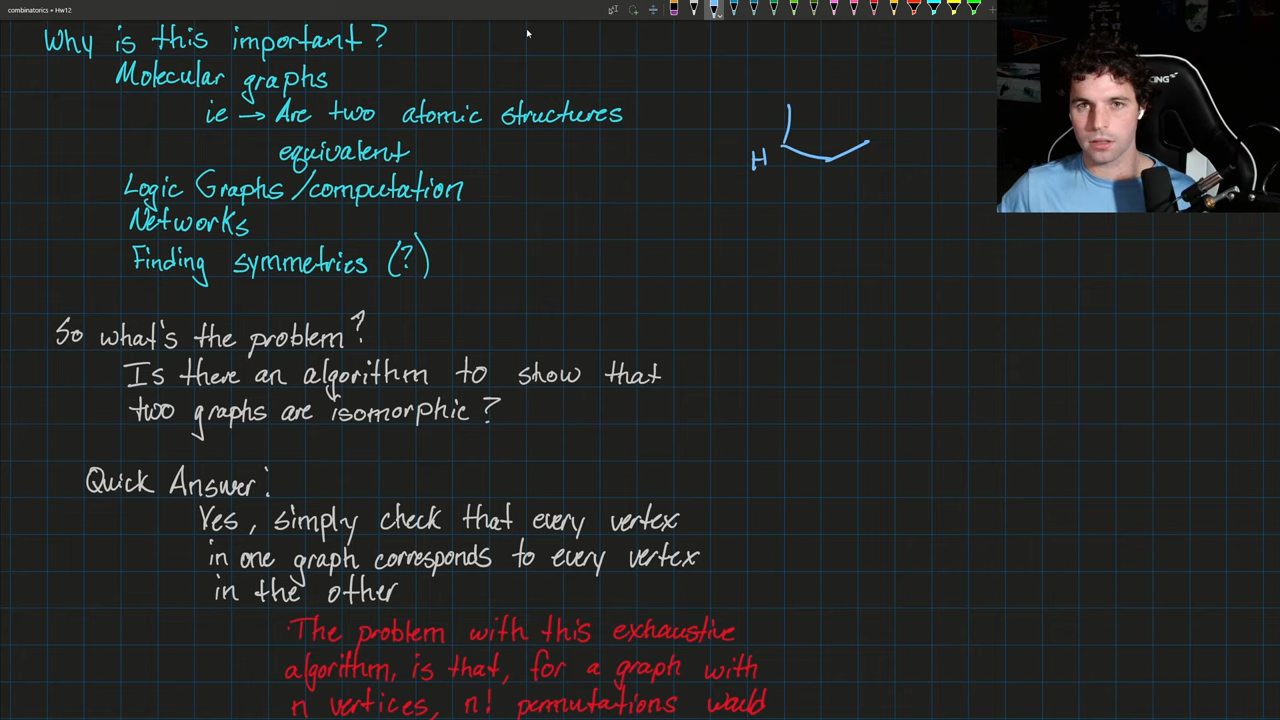 combinatorics • Hw12
Why is this important?
Molecular graphs
ie → Are two atomic structures
equivalent
Logic Graphs/computation
Networks
Finding symmetries (?)
H
So what's the problem?
Is there an algorithm to show that
two graphs are isomorphic?
Quick Answer:
Yes, simply check that every vertex
in one graph corresponds to every vertex
in the other
The problem with this exhaustive
algorithm, is that, for a graph with
n vertices, n! permutations would